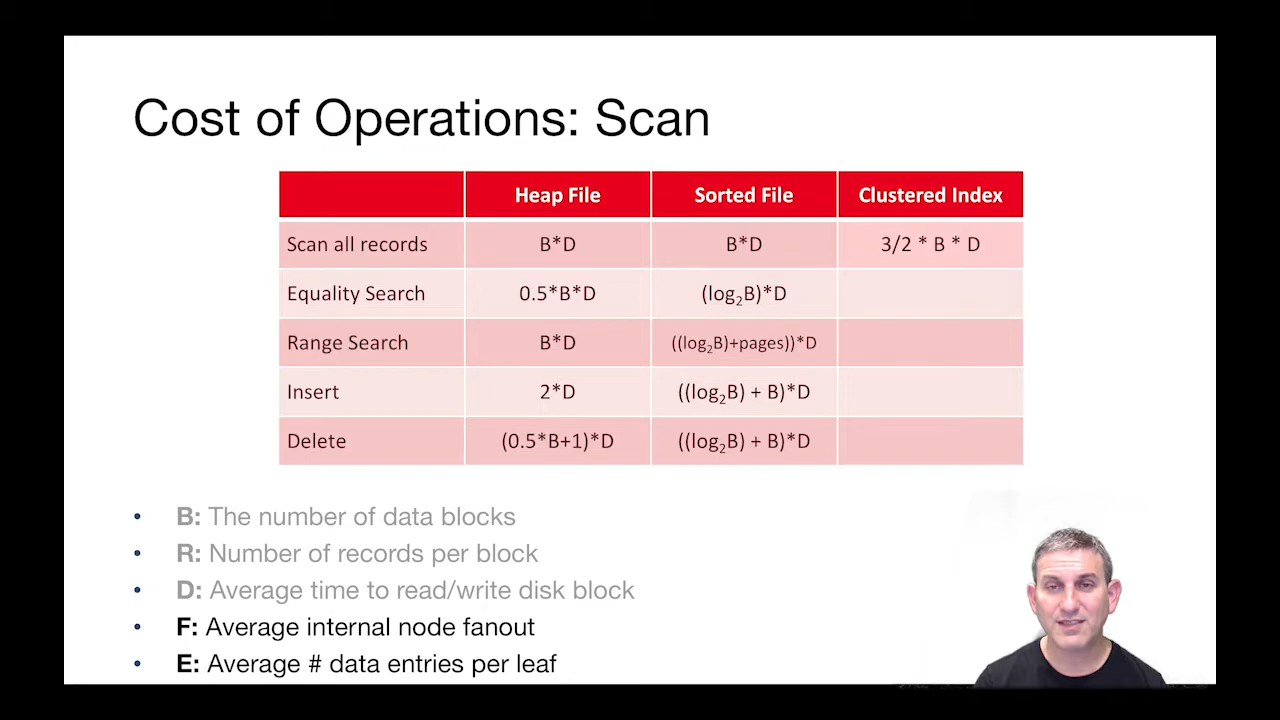 Cost of Operations: Scan
Heap File Sorted File Clustered Index
Scan all records B*D B*D 3/2 * B * D
Equality Search 0.5*B*D (log₂B)*D
Range Search B*D ((log₂B)+pages))*D
Insert 2*D ((log₂B) + B)*D
Delete (0.5*B+1)*D ((log₂B) + B)*D
• B: The number of data blocks
• R: Number of records per block
• D: Average time to read/write disk block
• F: Average internal node fanout
• E: Average # data entries per leaf